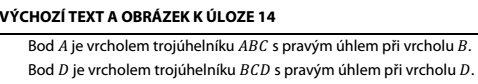 VÝCHOZÍ TEXT A OBRÁZEK K ÚLOZE 14
Bod A je vrcholem trojúhelníku ABC s pravým úhlem při vrcholu B.
Bod D je vrcholem trojúhelníku BCD s pravým úhlem při vrcholu D.